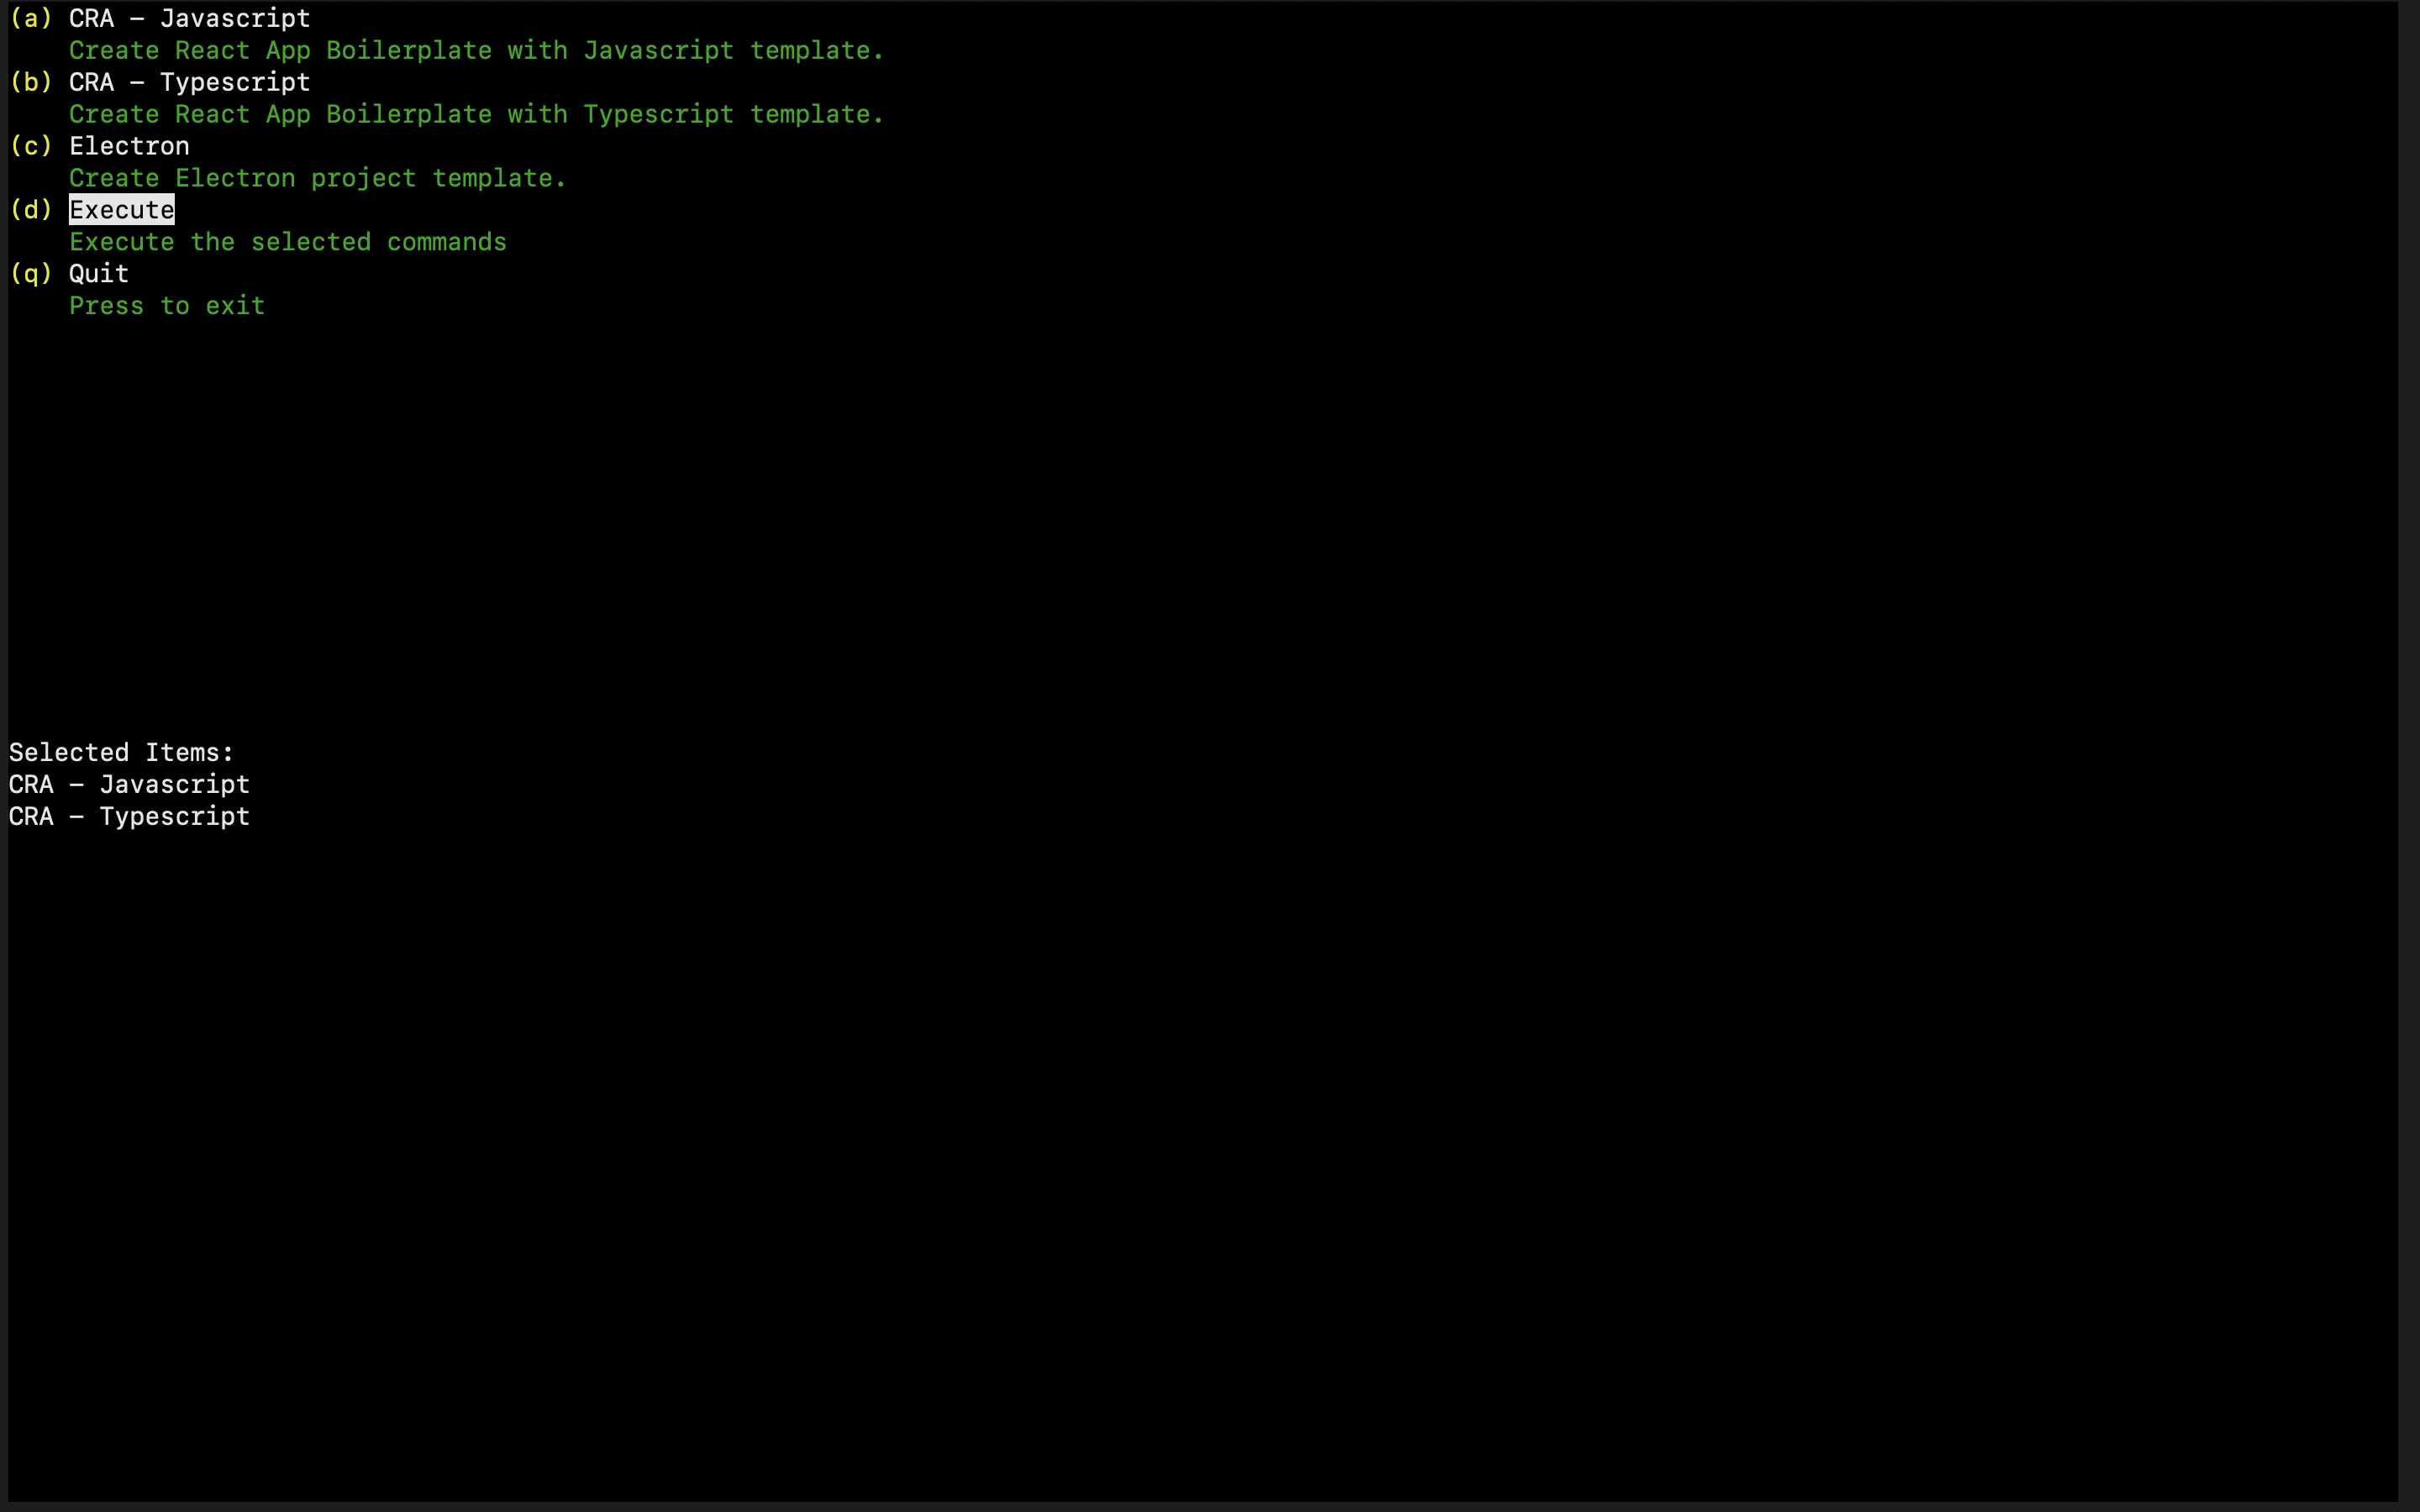 (a) CRA – Javascript
    Create React App Boilerplate with Javascript template.
(b) CRA – Typescript
    Create React App Boilerplate with Typescript template.
(c) Electron
    Create Electron project template.
(d) Execute
    Execute the selected commands
(q) Quit
    Press to exit
Selected Items:
CRA – Javascript
CRA – Typescript